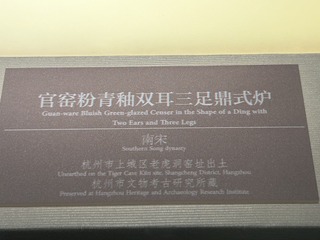 官窑粉青釉双耳三足鼎式炉
Guan-ware Bluish Green-glazed Censer in the Shape of a Ding with
Two Ears and Three Legs
南宋
Southern Song dynasty
杭州市上城区老虎洞窑址出土
Unearthed on the Tiger Cave Kiln site, Shangcheng District, Hangzhou
杭州市文物考古研究所藏
Preserved at Hangzhou Heritage and Archaeology Research Institute